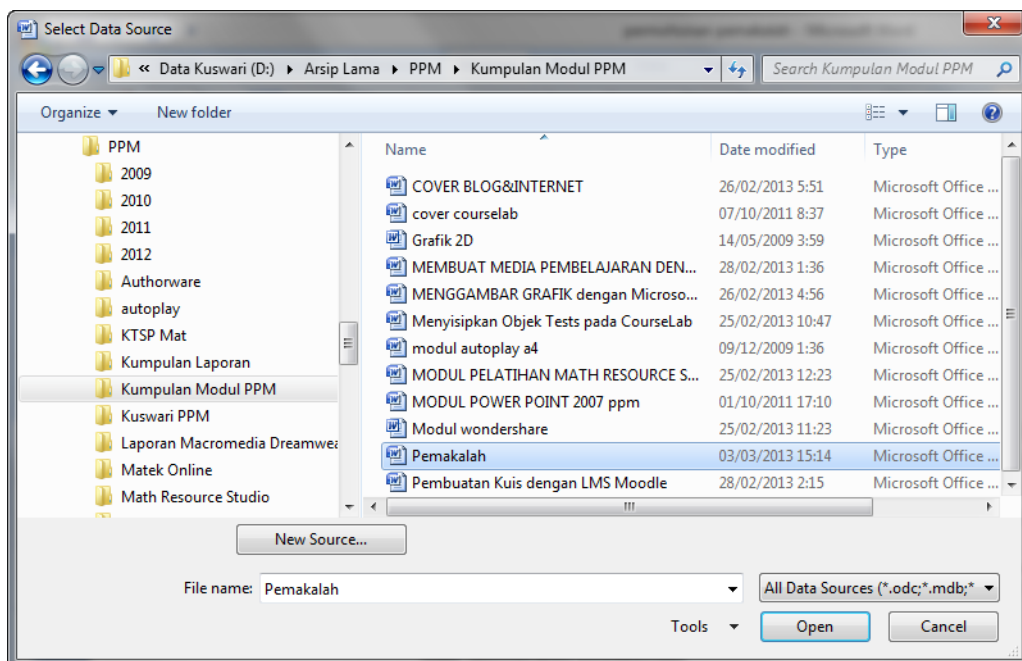 Select Data Source
« Data Kuswari (D:) ▸ Arsip Lama ▸ PPM ▸ Kumpulan Modul PPM
Search Kumpulan Modul PPM
Organize
New folder
PPM
2009
2010
2011
2012
Authorware
autoplay
KTSP Mat
Kumpulan Laporan
Kumpulan Modul PPM
Kuswari PPM
Laporan Macromedia Dreamwea
Matek Online
Math Resource Studio
Name Date modified Type
COVER BLOG&INTERNET 26/02/2013 5:51 Microsoft Office ...
cover courselab 07/10/2011 8:37 Microsoft Office ...
Grafik 2D 14/05/2009 3:59 Microsoft Office ...
MEMBUAT MEDIA PEMBELAJARAN DEN... 28/02/2013 1:36 Microsoft Office ...
MENGGAMBAR GRAFIK dengan Microso... 26/02/2013 4:56 Microsoft Office ...
Menyisipkan Objek Tests pada CourseLab 25/02/2013 10:47 Microsoft Office ...
modul autoplay a4 09/12/2009 1:36 Microsoft Office ...
MODUL PELATIHAN MATH RESOURCE S... 25/02/2013 12:23 Microsoft Office ...
MODUL POWER POINT 2007 ppm 01/10/2011 17:10 Microsoft Office ...
Modul wondershare 25/02/2013 11:23 Microsoft Office ...
Pemakalah 03/03/2013 15:14 Microsoft Office ...
Pembuatan Kuis dengan LMS Moodle 28/02/2013 2:15 Microsoft Office ...
New Source...
File name: Pemakalah
All Data Sources (*.odc;*.mdb;*
Tools
Open
Cancel